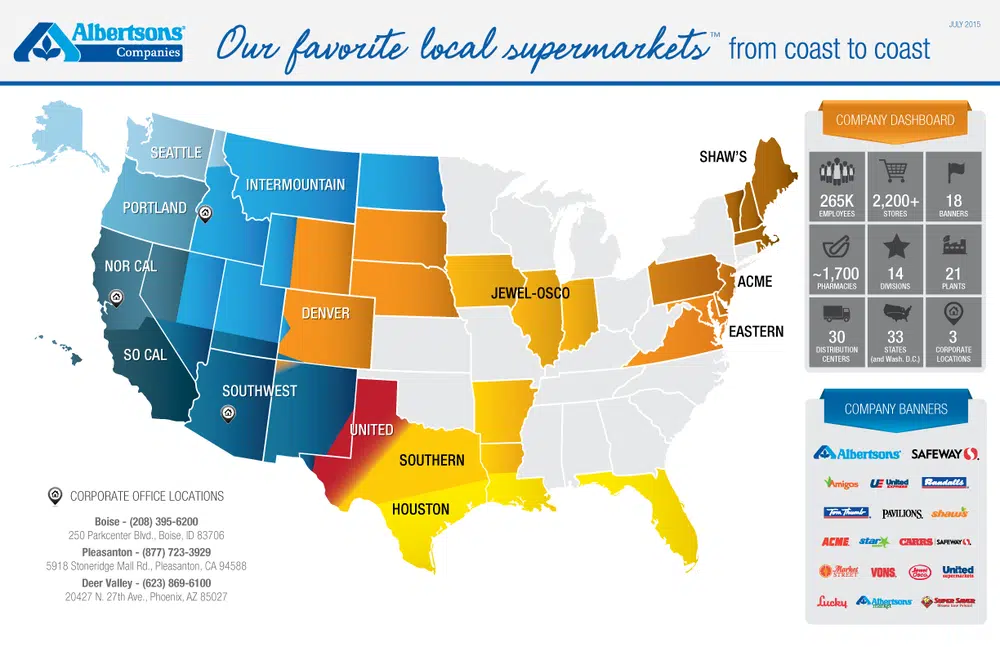 Albertsons®
Companies
Our favorite local supermarkets™ from coast to coast
JULY 2015
SEATTLE
PORTLAND
INTERMOUNTAIN
NOR CAL
SO CAL
DENVER
SOUTHWEST
UNITED
SOUTHERN
HOUSTON
JEWEL-OSCO
SHAW'S
ACME
EASTERN
CORPORATE OFFICE LOCATIONS
Boise - (208) 395-6200
250 Parkcenter Blvd., Boise, ID 83706
Pleasanton - (877) 723-3929
5918 Stoneridge Mall Rd., Pleasanton, CA 94588
Deer Valley - (623) 869-6100
20427 N. 27th Ave., Phoenix, AZ 85027
COMPANY DASHBOARD
265K
EMPLOYEES
2,200+
STORES
18
BANNERS
~1,700
PHARMACIES
14
DIVISIONS
21
PLANTS
30
DISTRIBUTION
CENTERS
33
STATES
(and Wash. D.C.)
3
CORPORATE
LOCATIONS
COMPANY BANNERS
Albertsons® SAFEWAY
Amigos United EXPRESS Randalls
Tom Thumb PAVILIONS shaw's
ACME star CARRS SAFEWAY
Market STREET VONS. Jewel Osco United supermarkets
Lucky Albertsons market SUPER SAVER